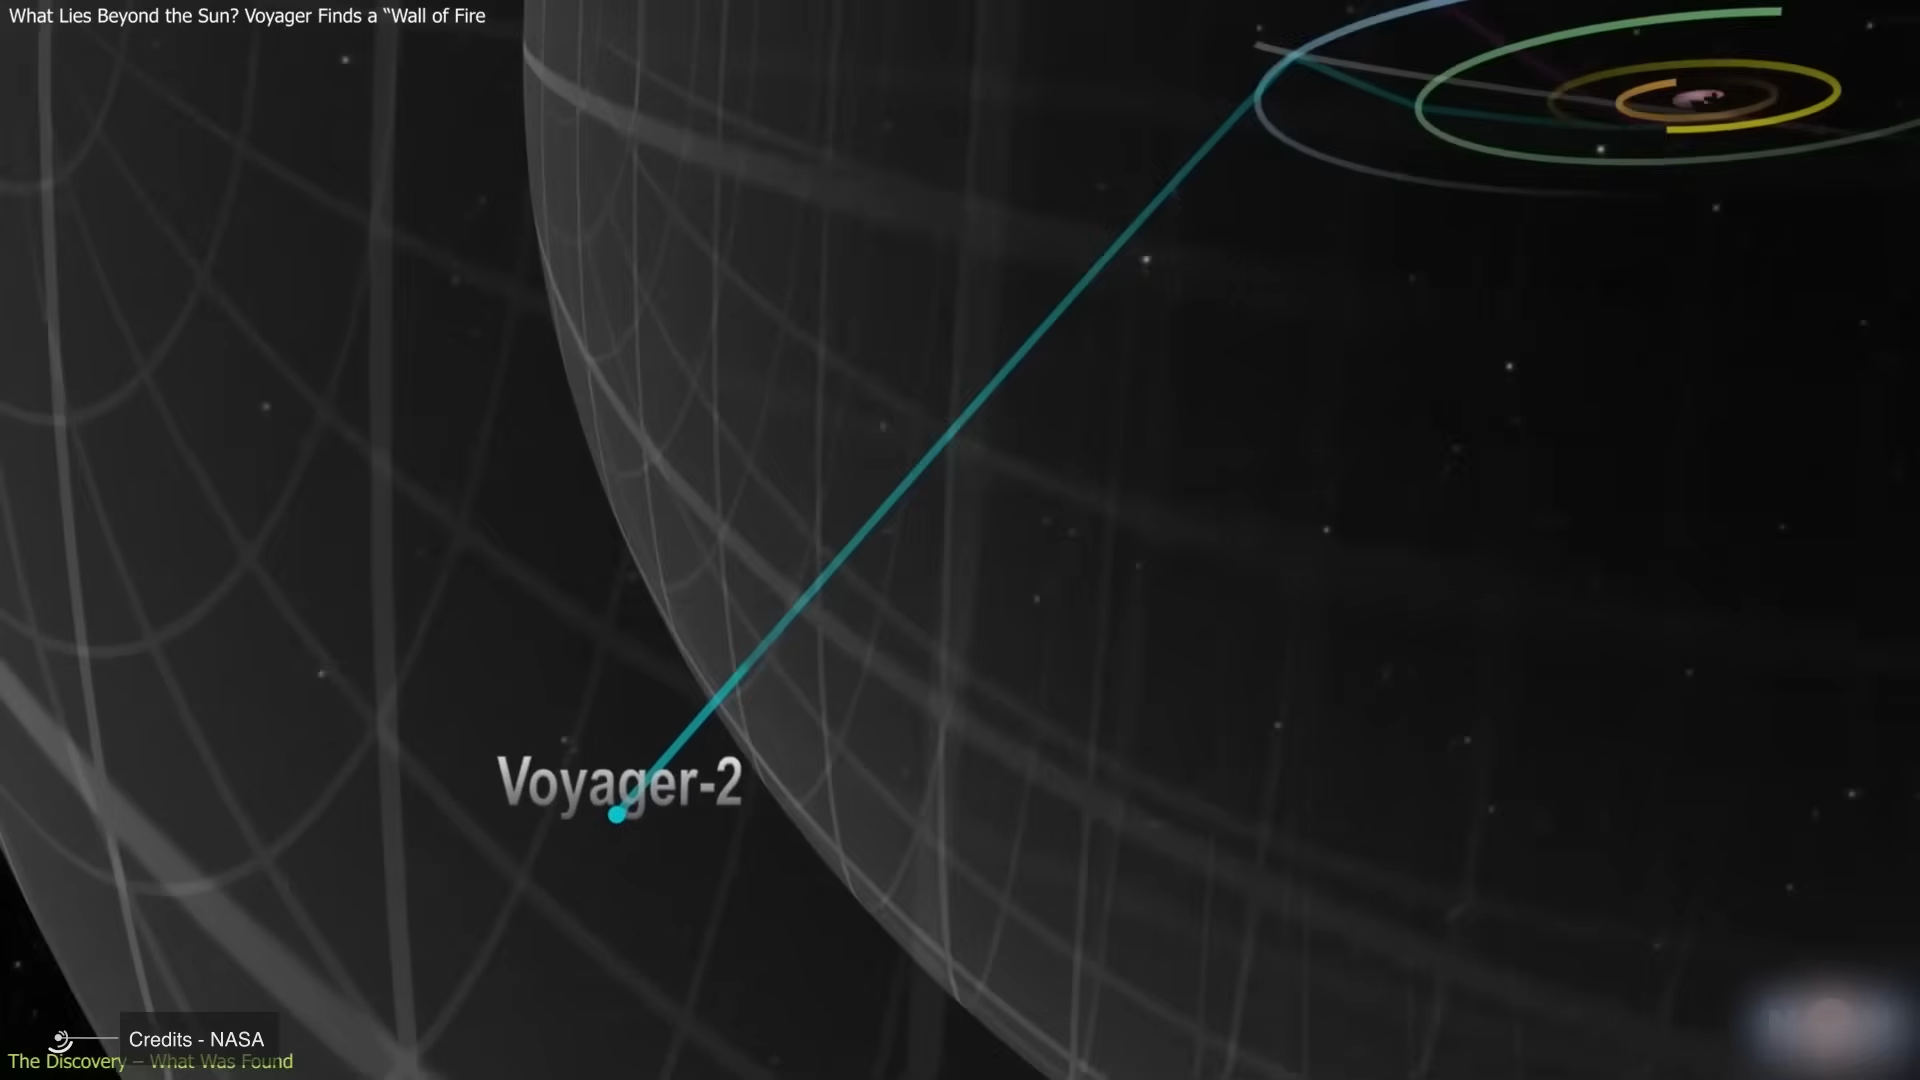 What Lies Beyond the Sun? Voyager Finds a “Wall of Fire
Voyager-2
Credits - NASA
The Discovery – What Was Found